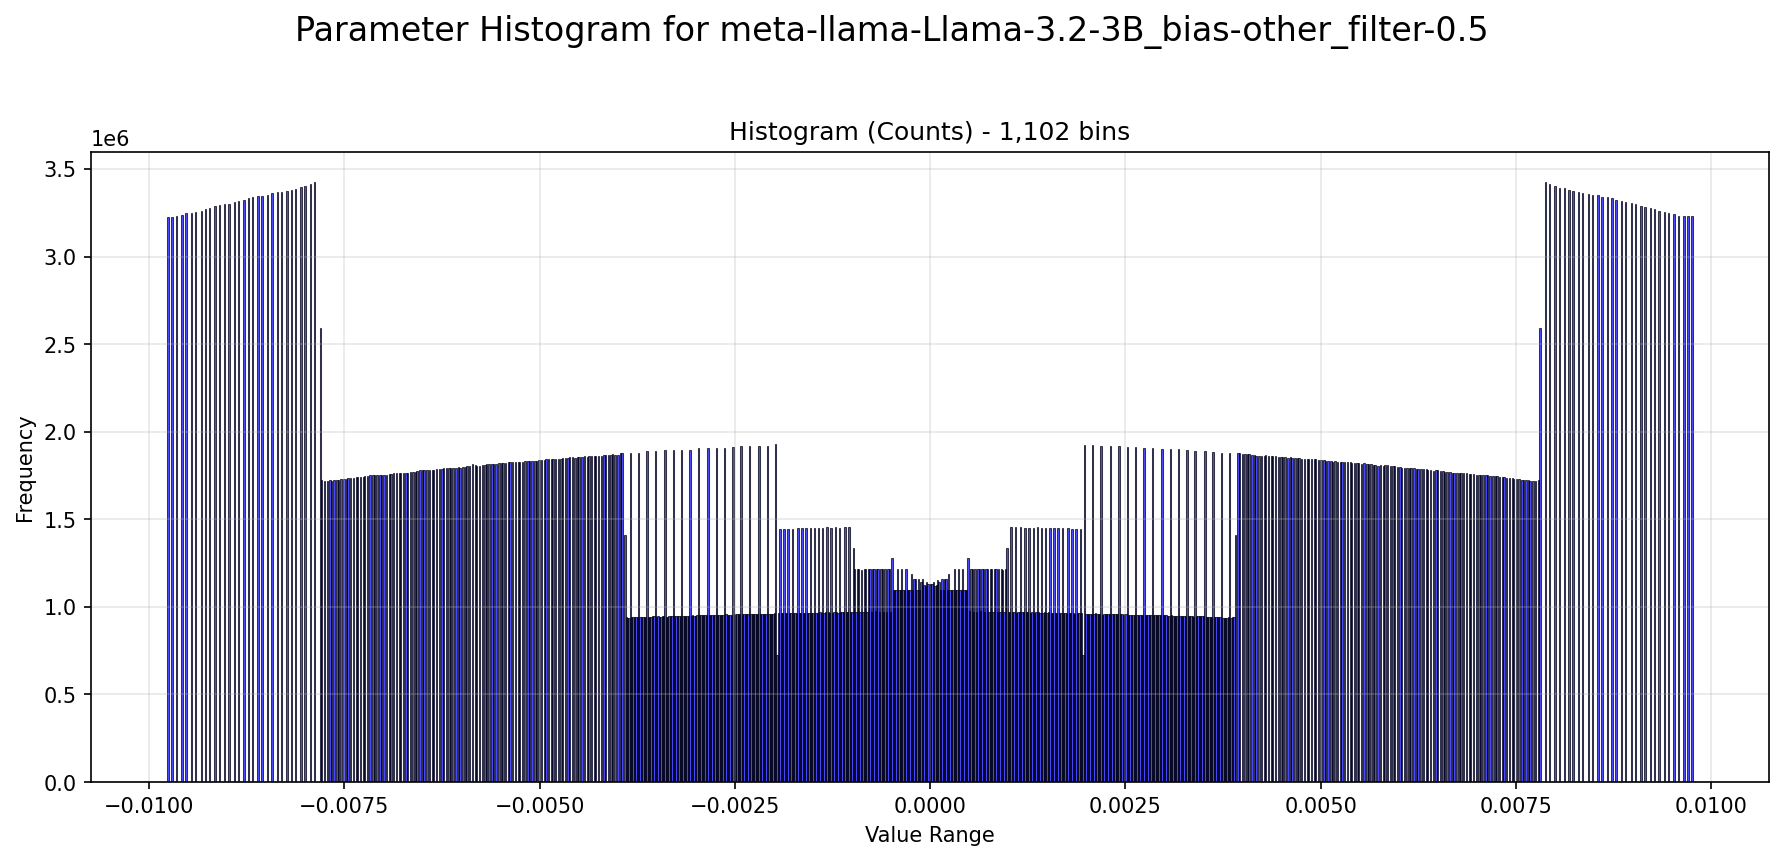 Parameter Histogram for meta-llama-Llama-3.2-3B_bias-other_filter-0.5
Histogram (Counts) - 1,102 bins
1e6
3.5
3.0
2.5
2.0
1.5
1.0
0.5
0.0
Frequency
−0.0100 −0.0075 −0.0050 −0.0025 0.0000 0.0025 0.0050 0.0075 0.0100
Value Range